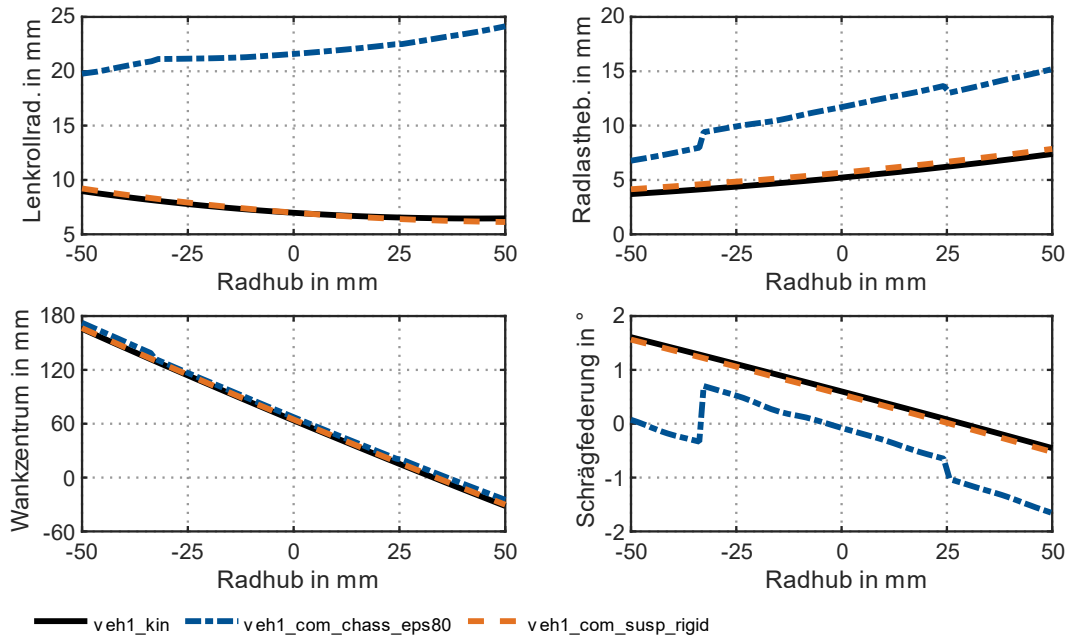 Lenkrollrad. in mm
25
20
15
10
5
-50 -25 0 25 50
Radhub in mm
Radlastheb. in mm
20
15
10
5
0
-50 -25 0 25 50
Radhub in mm
Wankzentrum in mm
180
120
60
0
-60
-50 -25 0 25 50
Radhub in mm
Schrägfederung in °
2
1
0
-1
-2
-50 -25 0 25 50
Radhub in mm
veh1_kin veh1_com_chass_eps80 veh1_com_susp_rigid